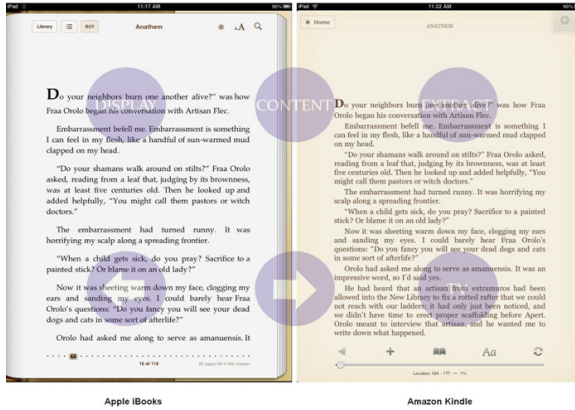 iPad 11:17 AM 90%
Library BUY Anathem AA
Do your neighbors burn one another alive?" was how
Fraa Orolo began his conversation with Artisan Flec.
Embarrassment befell me. Embarrassment is something
I can feel in my flesh, like a handful of sun-warmed mud
clapped on my head.
"Do your shamans walk around on stilts?" Fraa Orolo
asked, reading from a leaf that, judging by its brownness,
was at least five centuries old. Then he looked up and
added helpfully, "You might call them pastors or witch
doctors."
The embarrassment had turned runny. It was
horrifying my scalp along a spreading frontier.
"When a child gets sick, do you pray? Sacrifice to a
painted stick? Or blame it on an old lady?"
Now it was sheeting warm down my face, clogging my
ears and sanding my eyes. I could barely hear Fraa
Orolo's questions: "Do you fancy you will see your dead
dogs and cats in some sort of afterlife?"
Orolo had asked me along to serve as amanuensis. It
16 of 116
Apple iBooks
DISPLAY
CONTENT
EXTRACT
iPad 11:22 AM 90%
Home ANATHEM
Do your neighbors burn one another alive?" was how Fraa
Orolo began his conversation with Artisan Flec.
Embarrassment befell me. Embarrassment is something I
can feel in my flesh, like a handful of sun-warmed mud clapped
on my head.
"Do your shamans walk around on stilts?" Fraa Orolo asked,
reading from a leaf that, judging by its brownness, was at least
five centuries old. Then he looked up and added helpfully, "You
might call them pastors or witch doctors."
The embarrassment had turned runny. It was horrifying my
scalp along a spreading frontier.
"When a child gets sick, do you pray? Sacrifice to a painted
stick? Or blame it on an old lady?"
Now it was sheeting warm down my face, clogging my ears
and sanding my eyes. I could barely hear Fraa Orolo's
questions: "Do you fancy you will see your dead dogs and cats
in some sort of afterlife?"
Orolo had asked me along to serve as amanuensis. It was an
impressive word, so I'd said yes.
He had heard that an artisan from extramuros had been
allowed into the New Library to fix a rotted rafter that we could
not reach with our ladders; it had only just been noticed, and
we didn't have time to erect proper scaffolding before Apert.
Orolo meant to interview that artisan, and he wanted me to
write down what happened.
Aa
Location 164 - 177 — 1%
Amazon Kindle